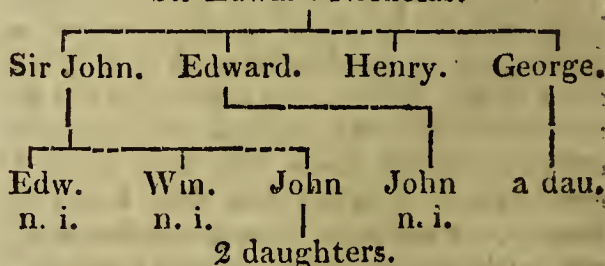 Sir John. Edward. Henry. George.
Edw. Wm. John John a dau.
n. i. n. i. n. i.
2 daughters.